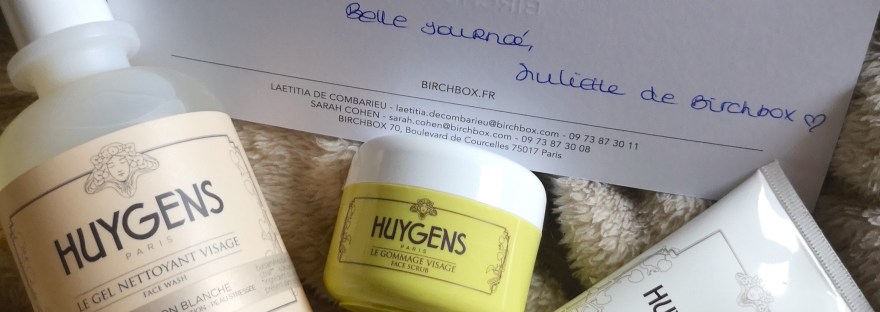 Belle journée,
Juliette de Birchbox ♡
BIRCHBOX.FR
LAETITIA DE COMBARIEU - laetitia.decombarieu@birchbox.com - 09 73 87 30 11
SARAH COHEN - sarah.cohen@birchbox.com - 09 73 87 30 08
BIRCHBOX 70, Boulevard de Courcelles 75017 Paris
HUYGENS
PARIS
LE GEL NETTOYANT VISAGE
FACE WASH
BLANCHE
HUYGENS
PARIS
LE GOMMAGE VISAGE
FACE SCRUB
HUY